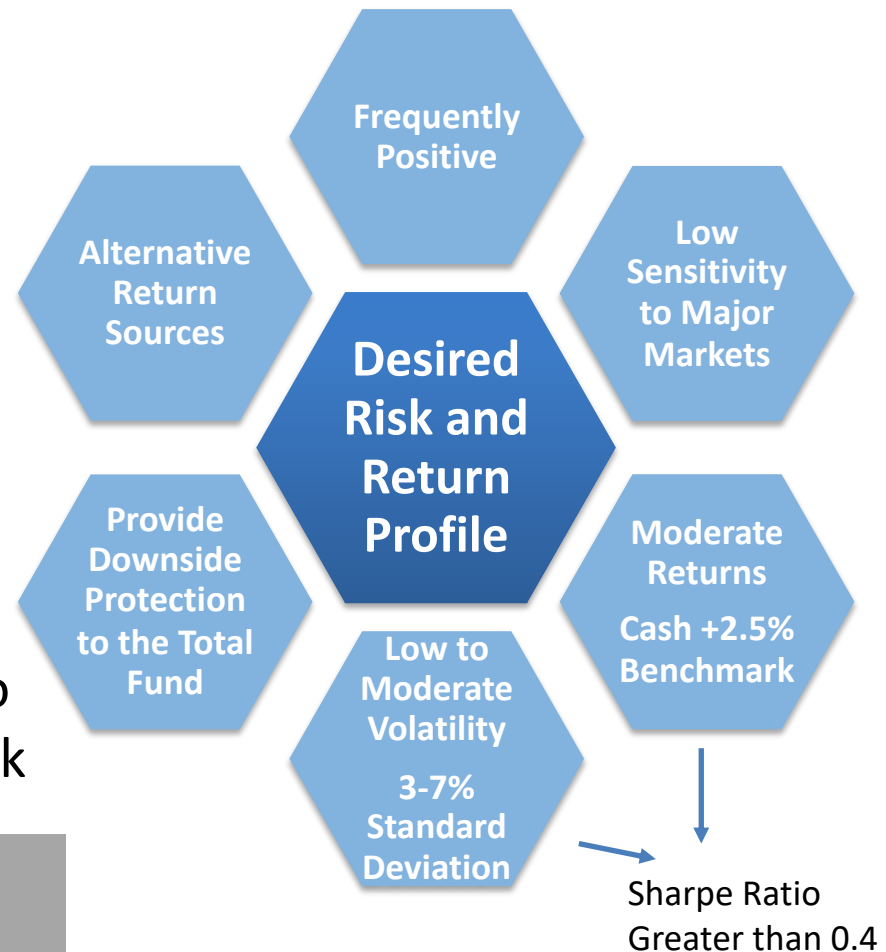 Frequently
Positive
Alternative
Return
Sources
Low
Sensitivity
to Major
Markets
Desired
Risk and
Return
Profile
Provide
Downside
Protection
to the Total
Fund
Moderate
Returns
Cash +2.5%
Benchmark
Low to
Moderate
Volatility
3-7%
Standard
Deviation
Sharpe Ratio
Greater than 0.4